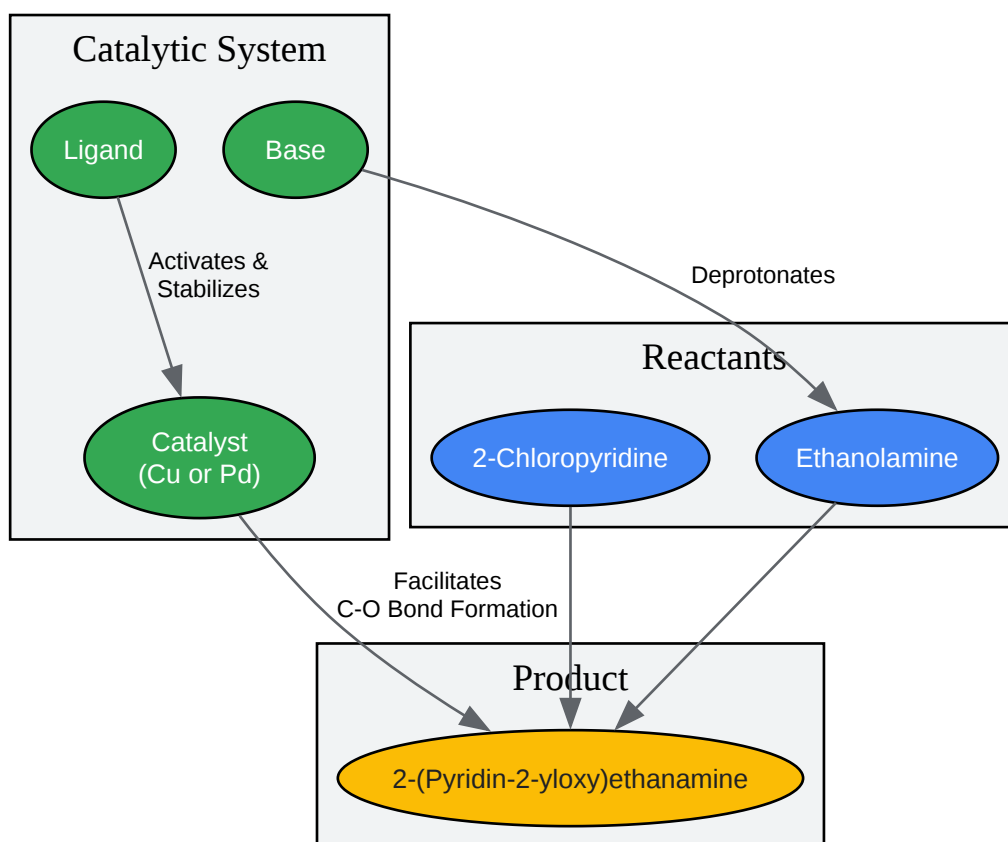 Catalytic System
Ligand
Base
Activates &
Stabilizes
Deprotonates
Reactants
Catalyst
(Cu or Pd)
2-Chloropyridine
Ethanolamine
Facilitates
C-O Bond Formation
Product
2-(Pyridin-2-yloxy)ethanamine